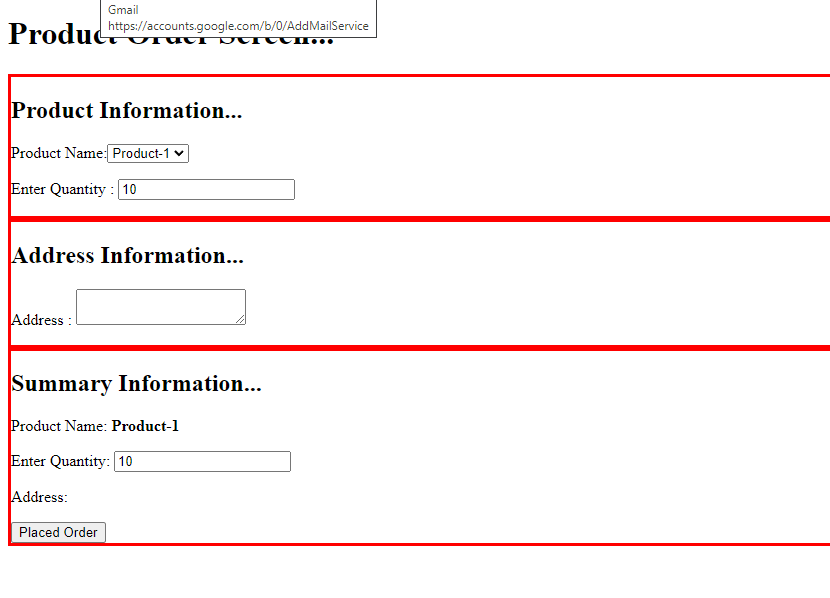 Gmail
https://accounts.google.com/b/0/AddMailService
Product Order Screen...
Product Information...
Product Name: Product-1
Enter Quantity : 10
Address Information...
Address :
Summary Information...
Product Name: Product-1
Enter Quantity: 10
Address:
Placed Order